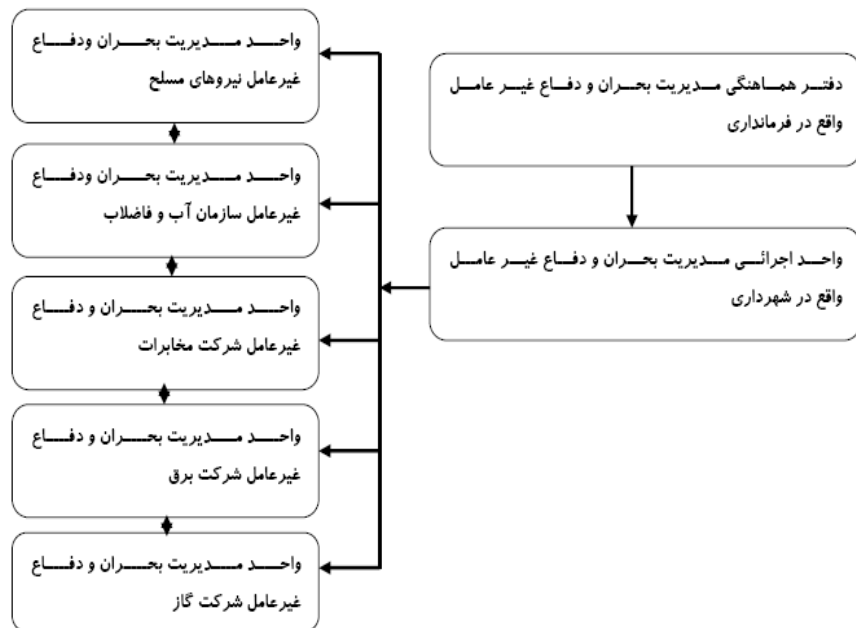 دفتر هماهنگی مدیریت بحران و دفاع غیر عامل
واقع در فرمانداری
واحد اجرائی مدیریت بحران و دفاع غیر عامل
واقع در شهرداری
واحد مدیریت بحران ودفاع
غیرعامل نیروهای مسلح
واحد مدیریت بحران ودفاع
غیرعامل سازمان آب و فاضلاب
واحد مدیریت بحران و دفاع
غیرعامل شرکت مخابرات
واحد مدیریت بحران و دفاع
غیرعامل شرکت برق
واحد مدیریت بحران و دفاع
غیرعامل شرکت گاز